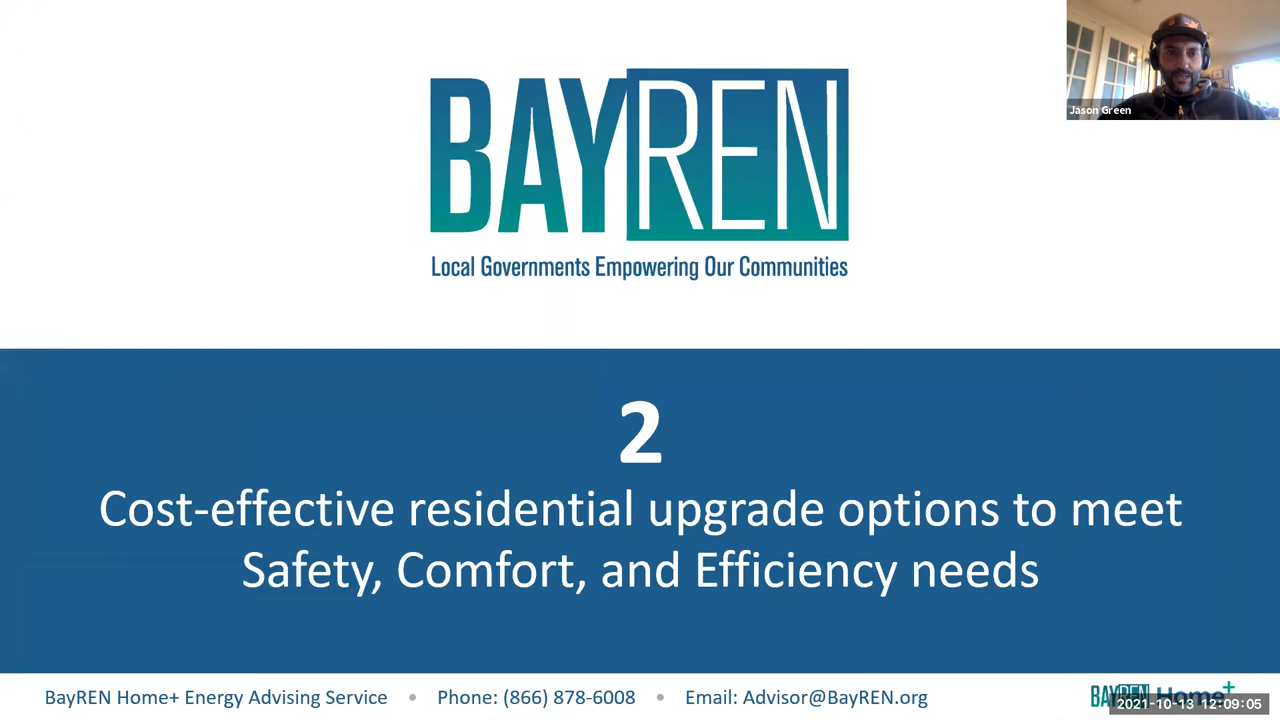 BAYREN
Local Governments Empowering Our Communities
Jason Green
2
Cost-effective residential upgrade options to meet
Safety, Comfort, and Efficiency needs
BayREN Home+ Energy Advising Service • Phone: (866) 878-6008 • Email: Advisor@BayREN.org
BAYREN Home+
2021-10-13 12:09:05